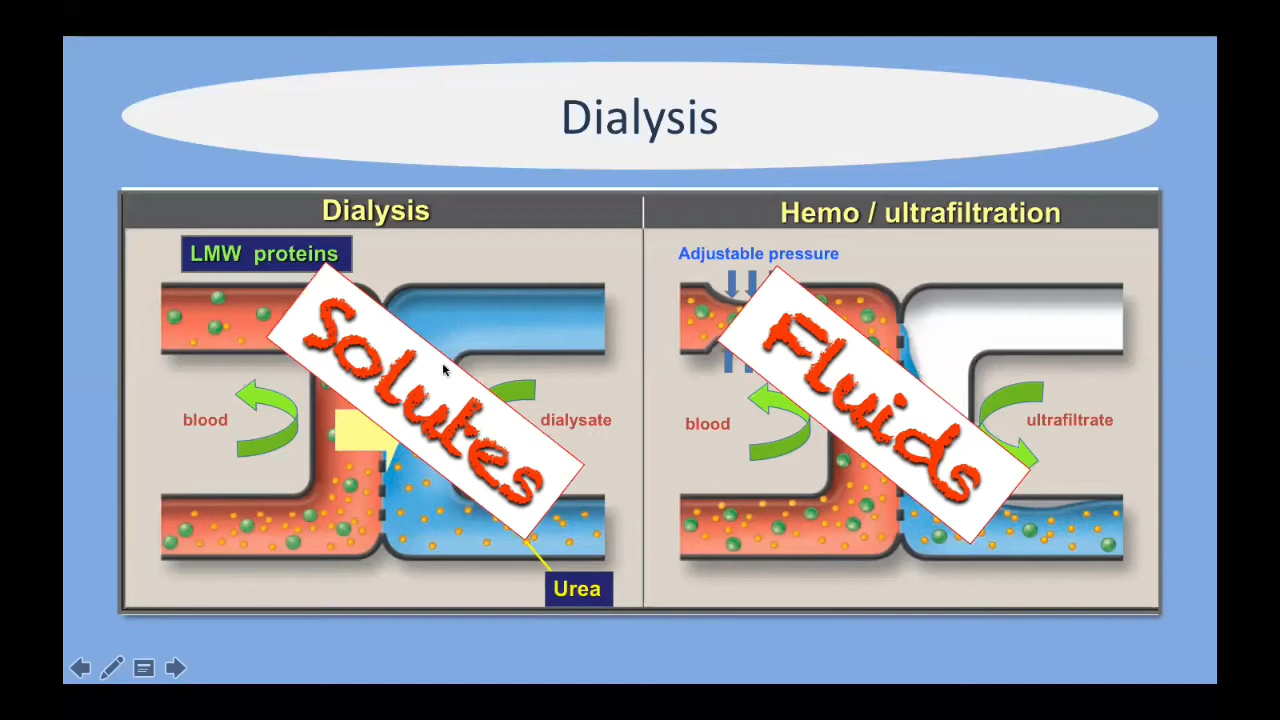 Dialysis
Dialysis
LMW proteins
Solutes
blood
dialysate
Urea
Hemo / ultrafiltration
Adjustable pressure
Fluids
blood
ultrafiltrate